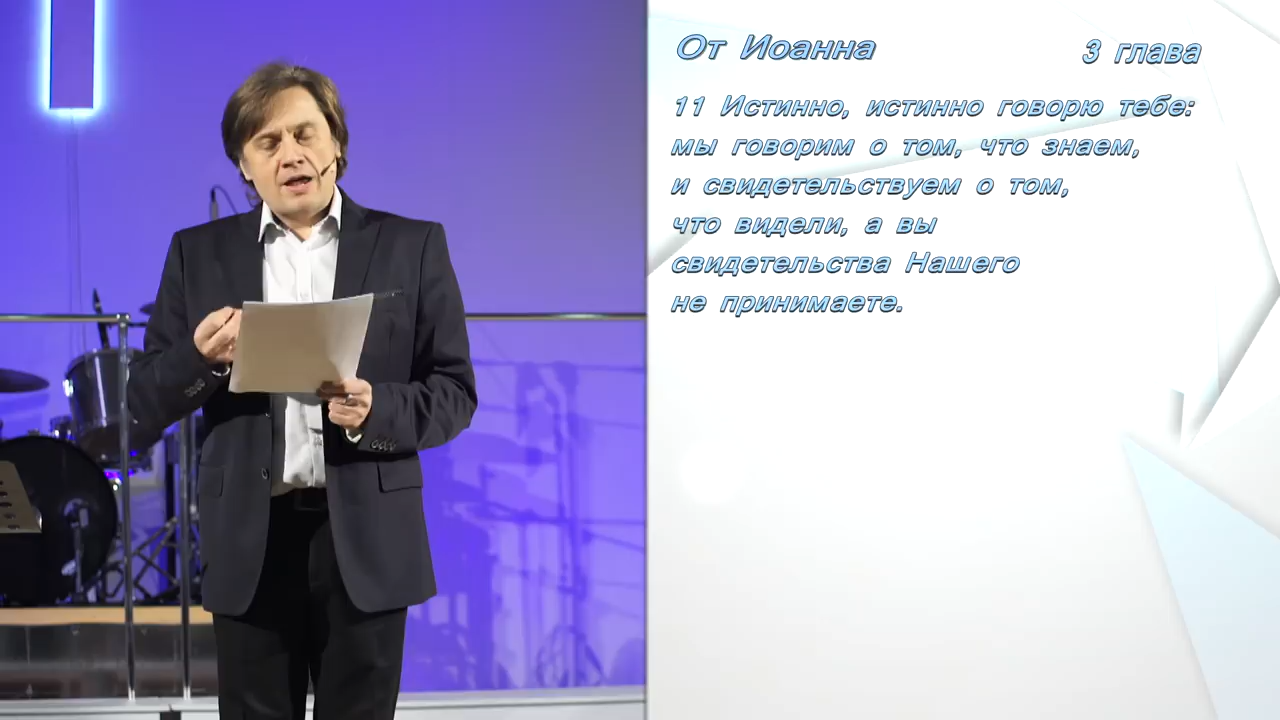 От Иоанна 3 глава
11 Истинно, истинно говорю тебе:
мы говорим о том, что знаем,
и свидетельствуем о том,
что видели, а вы
свидетельства Нашего
не принимаете.